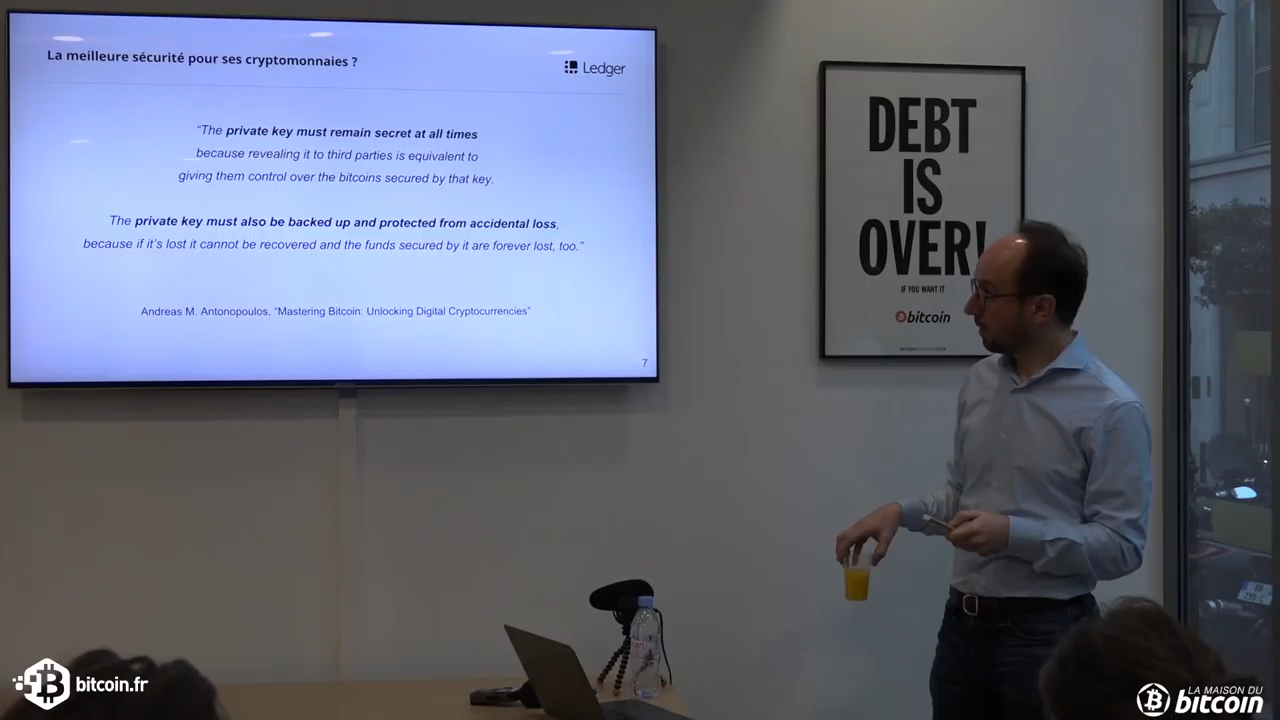 La meilleure sécurité pour ses cryptomonnaies ?
Ledger
“The private key must remain secret at all times
because revealing it to third parties is equivalent to
giving them control over the bitcoins secured by that key.
The private key must also be backed up and protected from accidental loss,
because if it’s lost it cannot be recovered and the funds secured by it are forever lost, too.”
Andreas M. Antonopoulos, “Mastering Bitcoin: Unlocking Digital Cryptocurrencies”
7
DEBT
IS
OVER!
IF YOU WANT IT
bitcoin
bitcoin.fr
LA MAISON DU
bitcoin